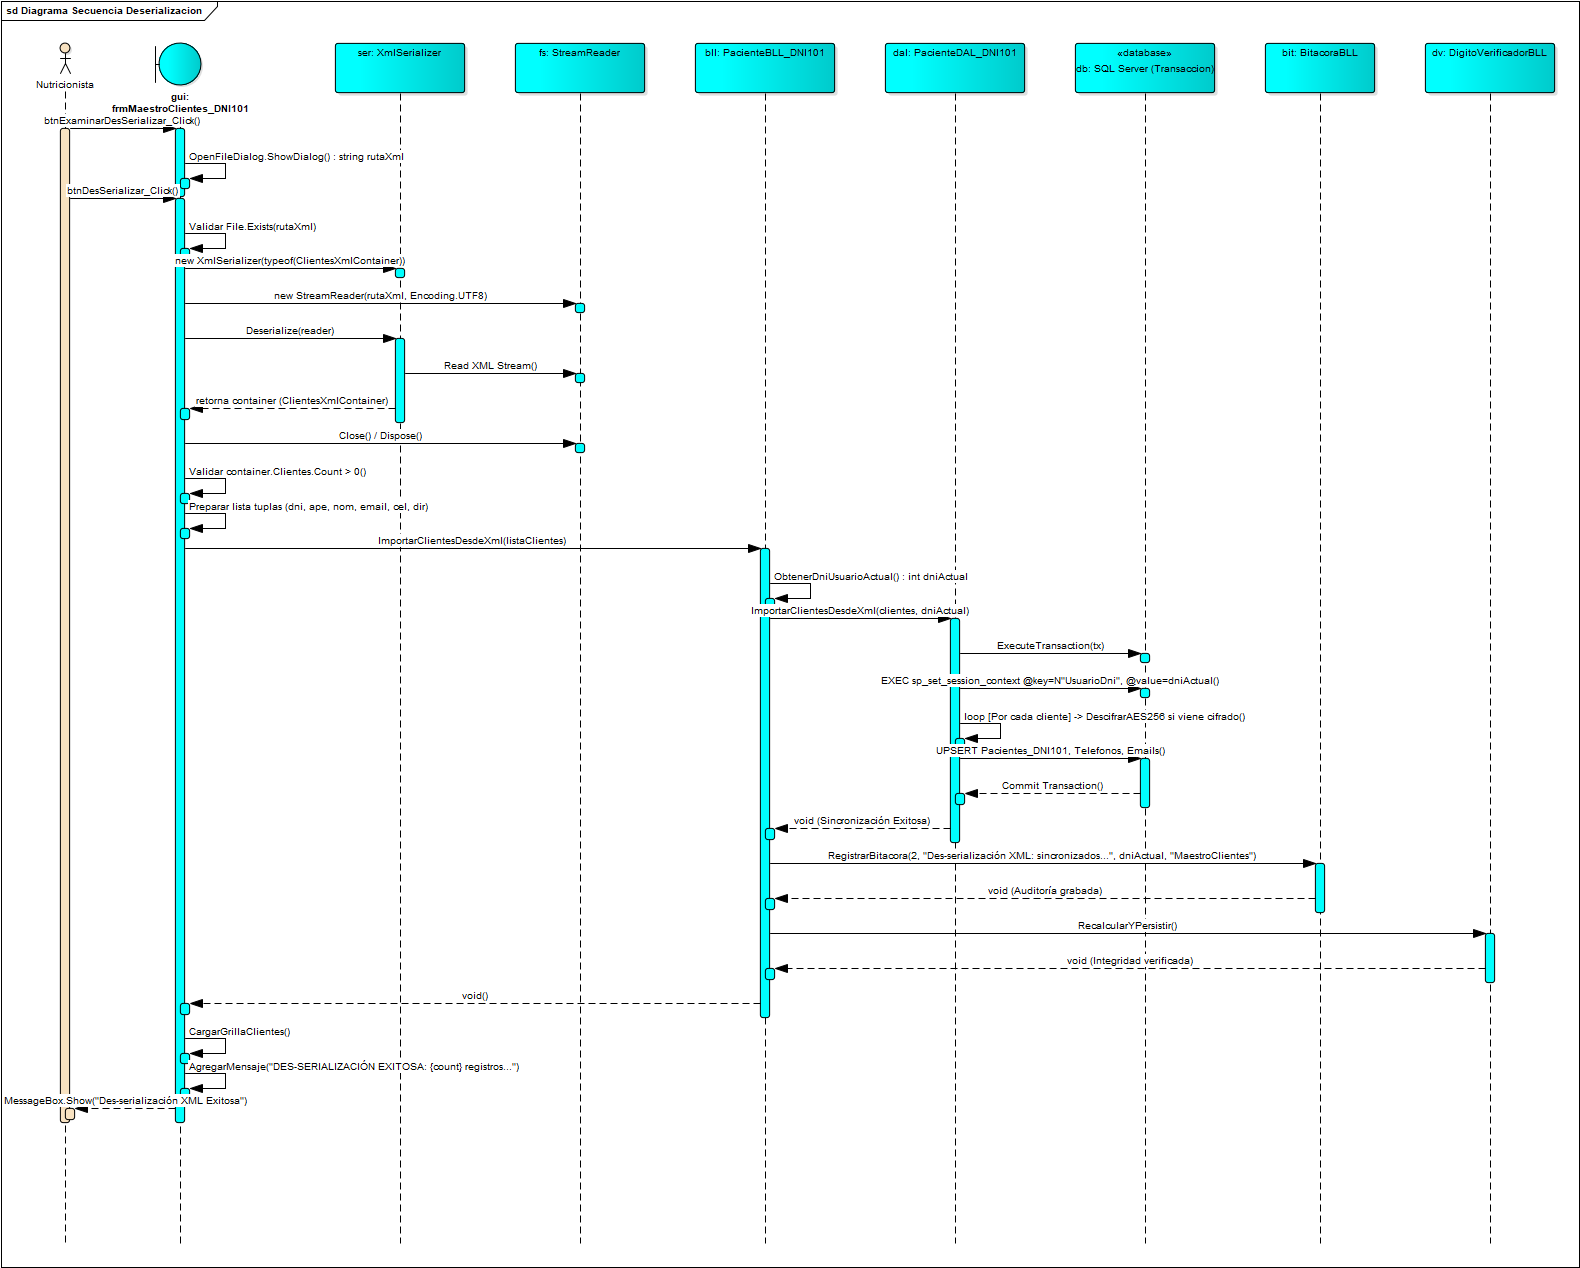 sd Diagrama Secuencia Deserializacion
Nutricionista
gui:
frmMaestroClientes_DNI101
ser: XmlSerializer
fs: StreamReader
bll: PacienteBLL_DNI101
dal: PacienteDAL_DNI101
«database»
db: SQL Server (Transaccion)
bit: BitacoraBLL
dv: DigitoVerificadorBLL
btnExaminarDesSerializar_Click()
OpenFileDialog.ShowDialog() : string rutaXml
btnDesSerializar_Click()
Validar File.Exists(rutaXml)
new XmlSerializer(typeof(ClientesXmlContainer))
new StreamReader(rutaXml, Encoding.UTF8)
Deserialize(reader)
Read XML Stream()
retorna container (ClientesXmlContainer)
Close() / Dispose()
Validar container.Clientes.Count > 0()
Preparar lista tuplas (dni, ape, nom, email, cel, dir)
ImportarClientesDesdeXml(listaClientes)
ObtenerDniUsuarioActual() : int dniActual
ImportarClientesDesdeXml(clientes, dniActual)
ExecuteTransaction(tx)
EXEC sp_set_session_context @key=N"UsuarioDni", @value=dniActual()
loop [Por cada cliente] -> DescifrarAES256 si viene cifrado()
UPSERT Pacientes_DNI101, Telefonos, Emails()
Commit Transaction()
void (Sincronización Exitosa)
RegistrarBitacora(2, "Des-serialización XML: sincronizados...", dniActual, "MaestroClientes")
void (Auditoría grabada)
RecalcularYPersistir()
void (Integridad verificada)
void()
CargarGrillaClientes()
AgregarMensaje("DES-SERIALIZACIÓN EXITOSA: {count} registros...")
MessageBox.Show("Des-serialización XML Exitosa")